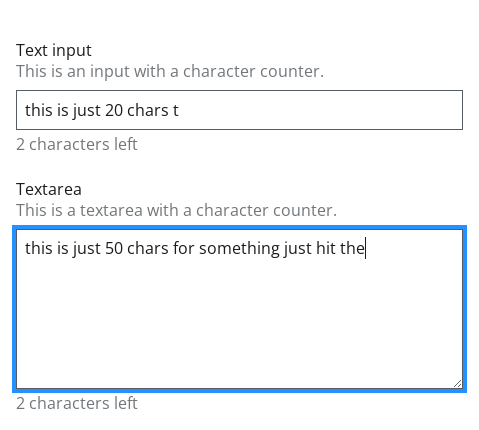 Text input
This is an input with a character counter.
this is just 20 chars t
2 characters left
Textarea
This is a textarea with a character counter.
this is just 50 chars for something just hit the
2 characters left